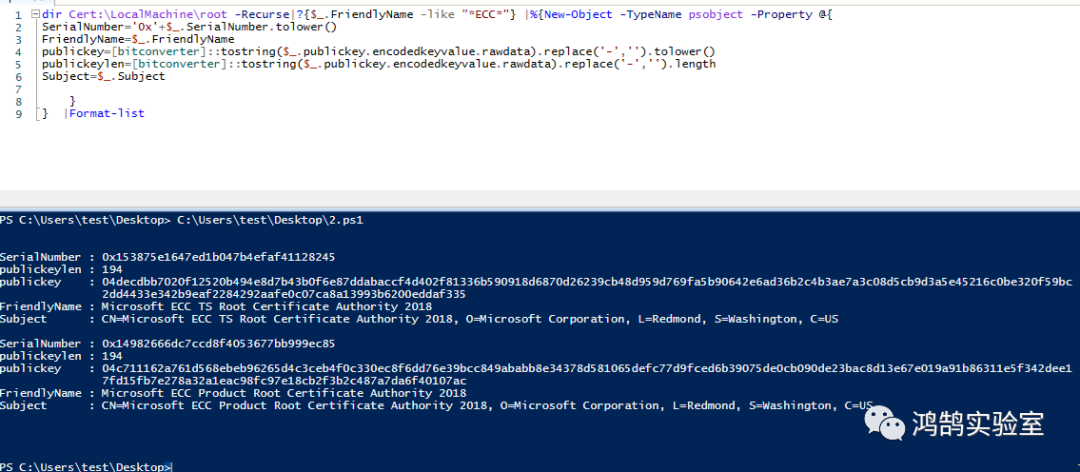 1 dir Cert:\LocalMachine\root -Recurse|?{$_.FriendlyName -like "*ECC*"} |%{New-Object -TypeName psobject -Property @{
2 SerialNumber='0x'+$_.SerialNumber.tolower()
3 FriendlyName=$_.FriendlyName
4 publickey=[bitconverter]::tostring($_.publickey.encodedkeyvalue.rawdata).replace('-','').tolower()
5 publickeylen=[bitconverter]::tostring($_.publickey.encodedkeyvalue.rawdata).replace('-','').length
6 Subject=$_.Subject
7
8 }
9 } |Format-list
PS C:\Users\test\Desktop> C:\Users\test\Desktop\2.ps1
SerialNumber : 0x153875e1647ed1b047b4efaf41128245
publickeylen : 194
publickey : 04decdbb7020f12520b494e8d7b43b0f6e87ddabaccf4d402f81336b590918d6870d26239cb48d959d769fa5b90642e6ad36b2c4b3ae7a3c08d5cb9d3a5e45216c0be320f59bc
2dd4433e342b9eaf2284292aafe0c07ca8a13993b6200eddaf335
FriendlyName : Microsoft ECC TS Root Certificate Authority 2018
Subject : CN=Microsoft ECC TS Root Certificate Authority 2018, O=Microsoft Corporation, L=Redmond, S=Washington, C=US
SerialNumber : 0x14982666dc7ccd8f4053677bb999ec85
publickeylen : 194
publickey : 04c711162a761d568ebeb96265d4c3ceb4f0c330ec8f6dd76e39bcc849ababb8e34378d581065defc77d9fced6b39075de0cb090de23bac8d13e67e019a91b86311e5f342dee1
7fd15fb7e278a32a1eac98fc97e18cb2f3b2c487a7da6f40107ac
FriendlyName : Microsoft ECC Product Root Certificate Authority 2018
Subject : CN=Microsoft ECC Product Root Certificate Authority 2018, O=Microsoft Corporation, L=Redmond, S=Washington, C=US
鸿鹄实验室
PS C:\Users\test\Desktop>